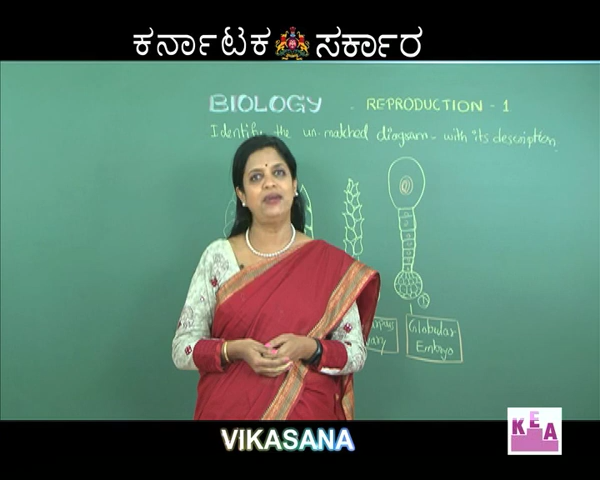 ಕರ್ನಾಟಕ ಸರ್ಕಾರ
BIOLOGY - REPRODUCTION - 1
Identify the un-matched diagram - with its description
Globular
Embryo
VIKASANA
KEA